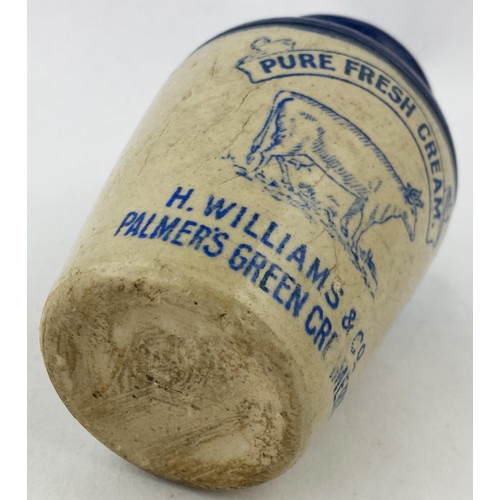 PURE FRESH CREAM.
H. WILLIAMS & Co
PALMER'S GREEN